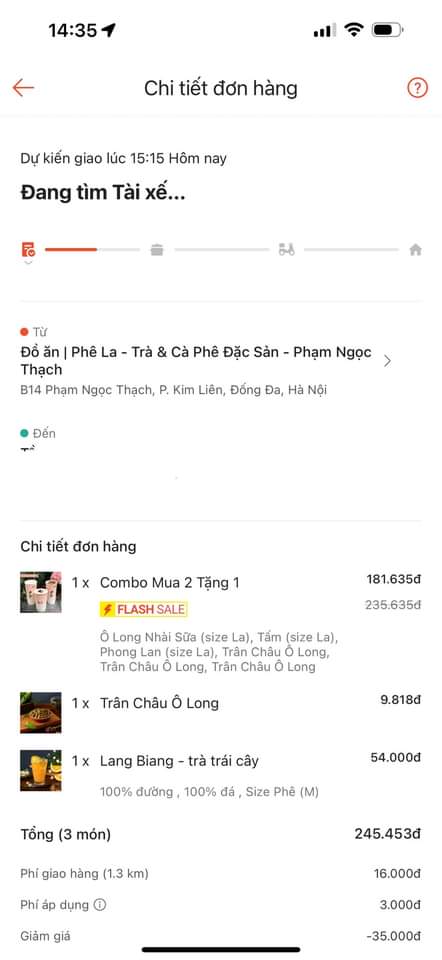 14:35
Chi tiết đơn hàng
Dự kiến giao lúc 15:15 Hôm nay
Đang tìm Tài xế...
Từ
Đồ ăn | Phê La - Trà & Cà Phê Đặc Sản - Phạm Ngọc
Thạch
B14 Phạm Ngọc Thạch, P. Kim Liên, Đống Đa, Hà Nội
Đến
Chi tiết đơn hàng
1 x Combo Mua 2 Tặng 1 181.635đ
FLASH SALE 235.635đ
Ô Long Nhài Sữa (size La), Tấm (size La),
Phong Lan (size La), Trân Châu Ô Long,
Trân Châu Ô Long, Trân Châu Ô Long
1 x Trân Châu Ô Long 9.818đ
1 x Lang Biang - trà trái cây 54.000đ
100% đường , 100% đá , Size Phê (M)
Tổng (3 món) 245.453đ
Phí giao hàng (1.3 km) 16.000đ
Phí áp dụng 3.000đ
Giảm giá -35.000đ